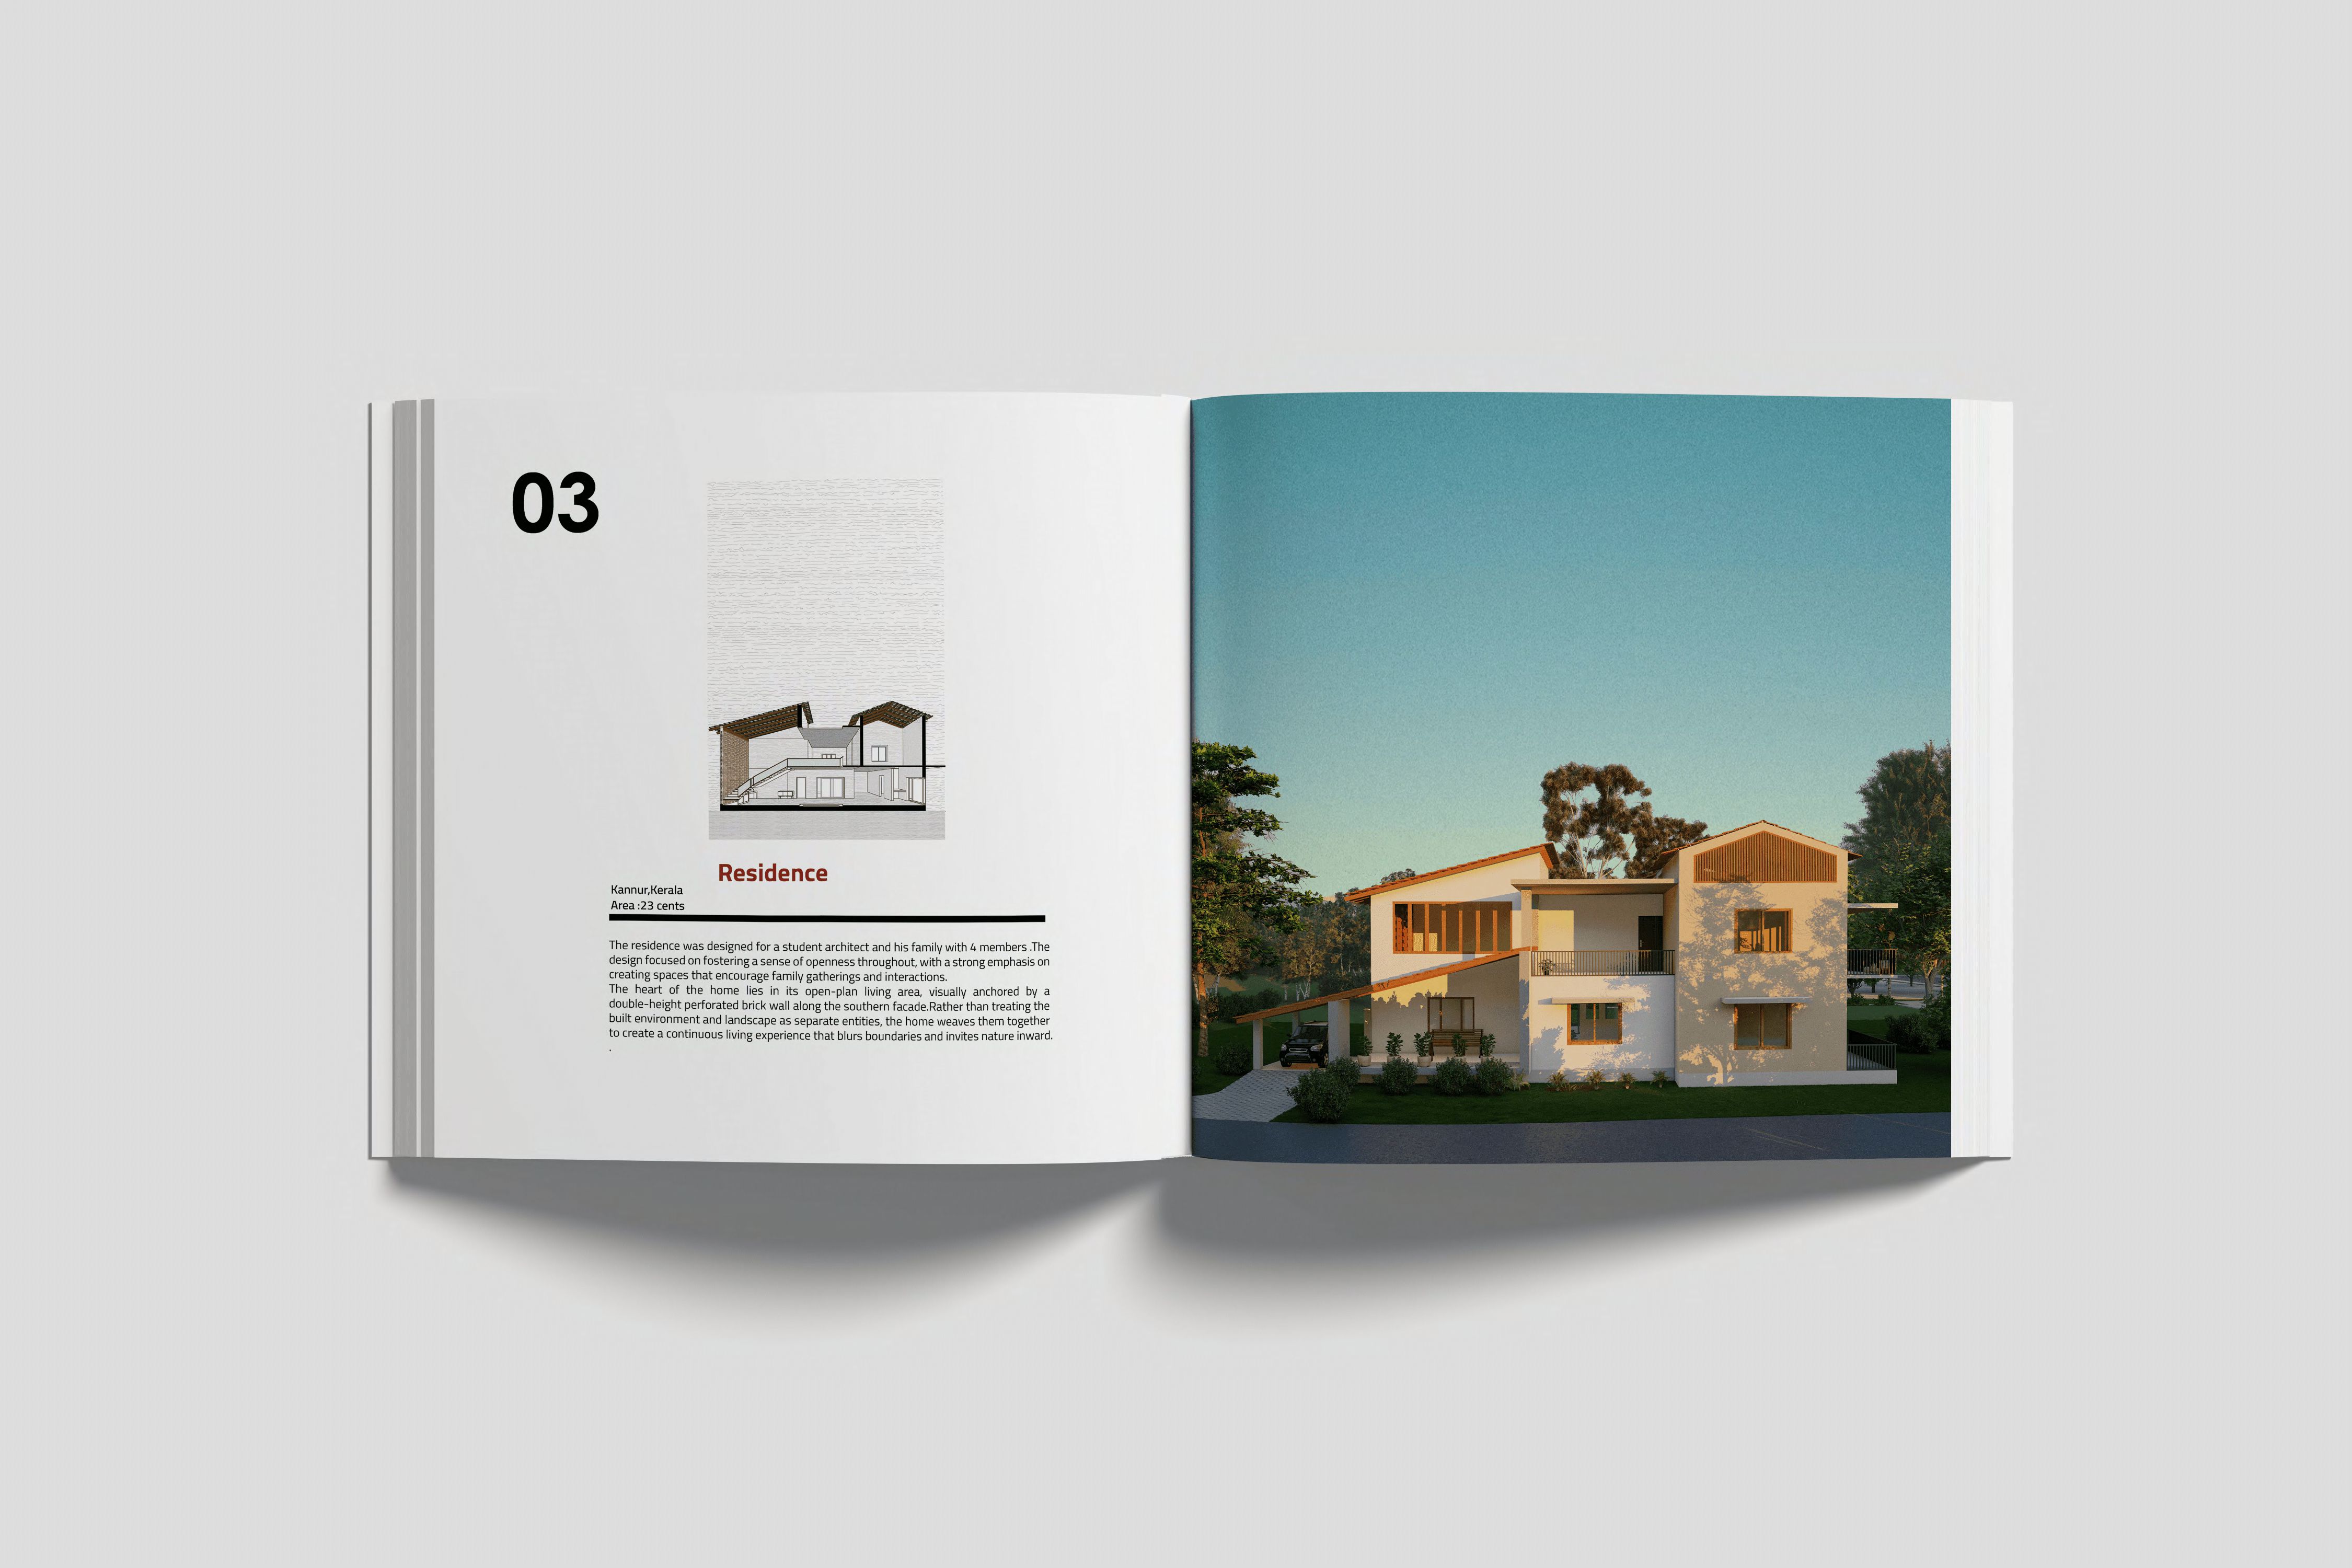 03
Residence
Kannur,Kerala
Area :23 cents
The residence was designed for a student architect and his family with 4 members .The
design focused on fostering a sense of openness throughout, with a strong emphasis on
creating spaces that encourage family gatherings and interactions.
The heart of the home lies in its open-plan living area, visually anchored by a
double-height perforated brick wall along the southern facade.Rather than treating the
built environment and landscape as separate entities, the home weaves them together
to create a continuous living experience that blurs boundaries and invites nature inward.
.